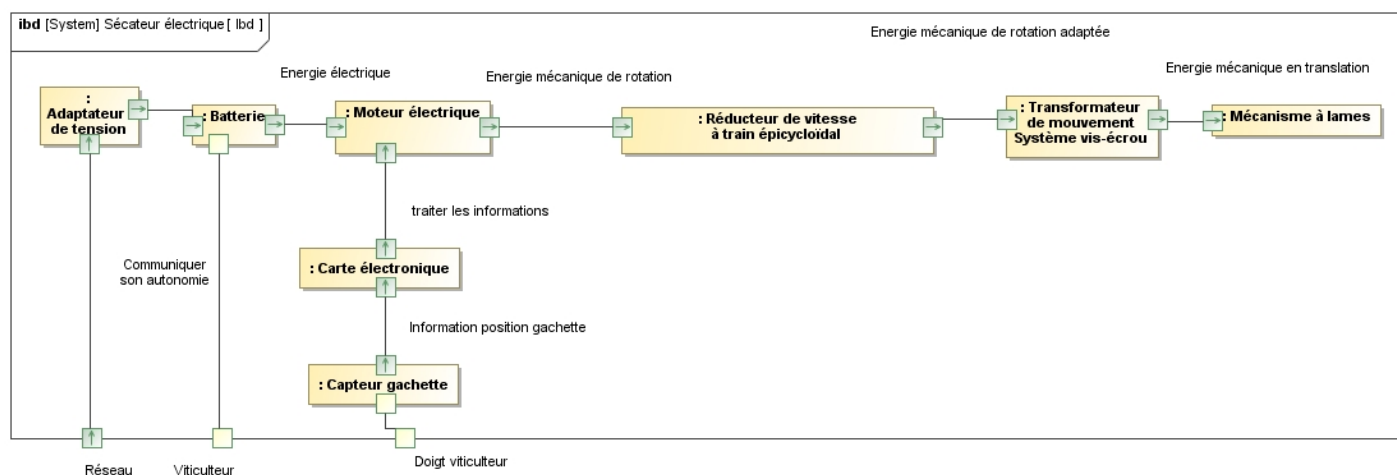 ibd [System] Sécateur électrique [ Ibd ]
Energie mécanique de rotation adaptée
Energie électrique
Energie mécanique de rotation
Energie mécanique en translation
:
Adaptateur
de tension
: Batterie
: Moteur électrique
: Réducteur de vitesse
à train épicycloïdal
: Transformateur
de mouvement
Système vis-écrou
: Mécanisme à lames
traiter les informations
Communiquer
son autonomie
: Carte électronique
Information position gachette
: Capteur gachette
Réseau
Viticulteur
Doigt viticulteur